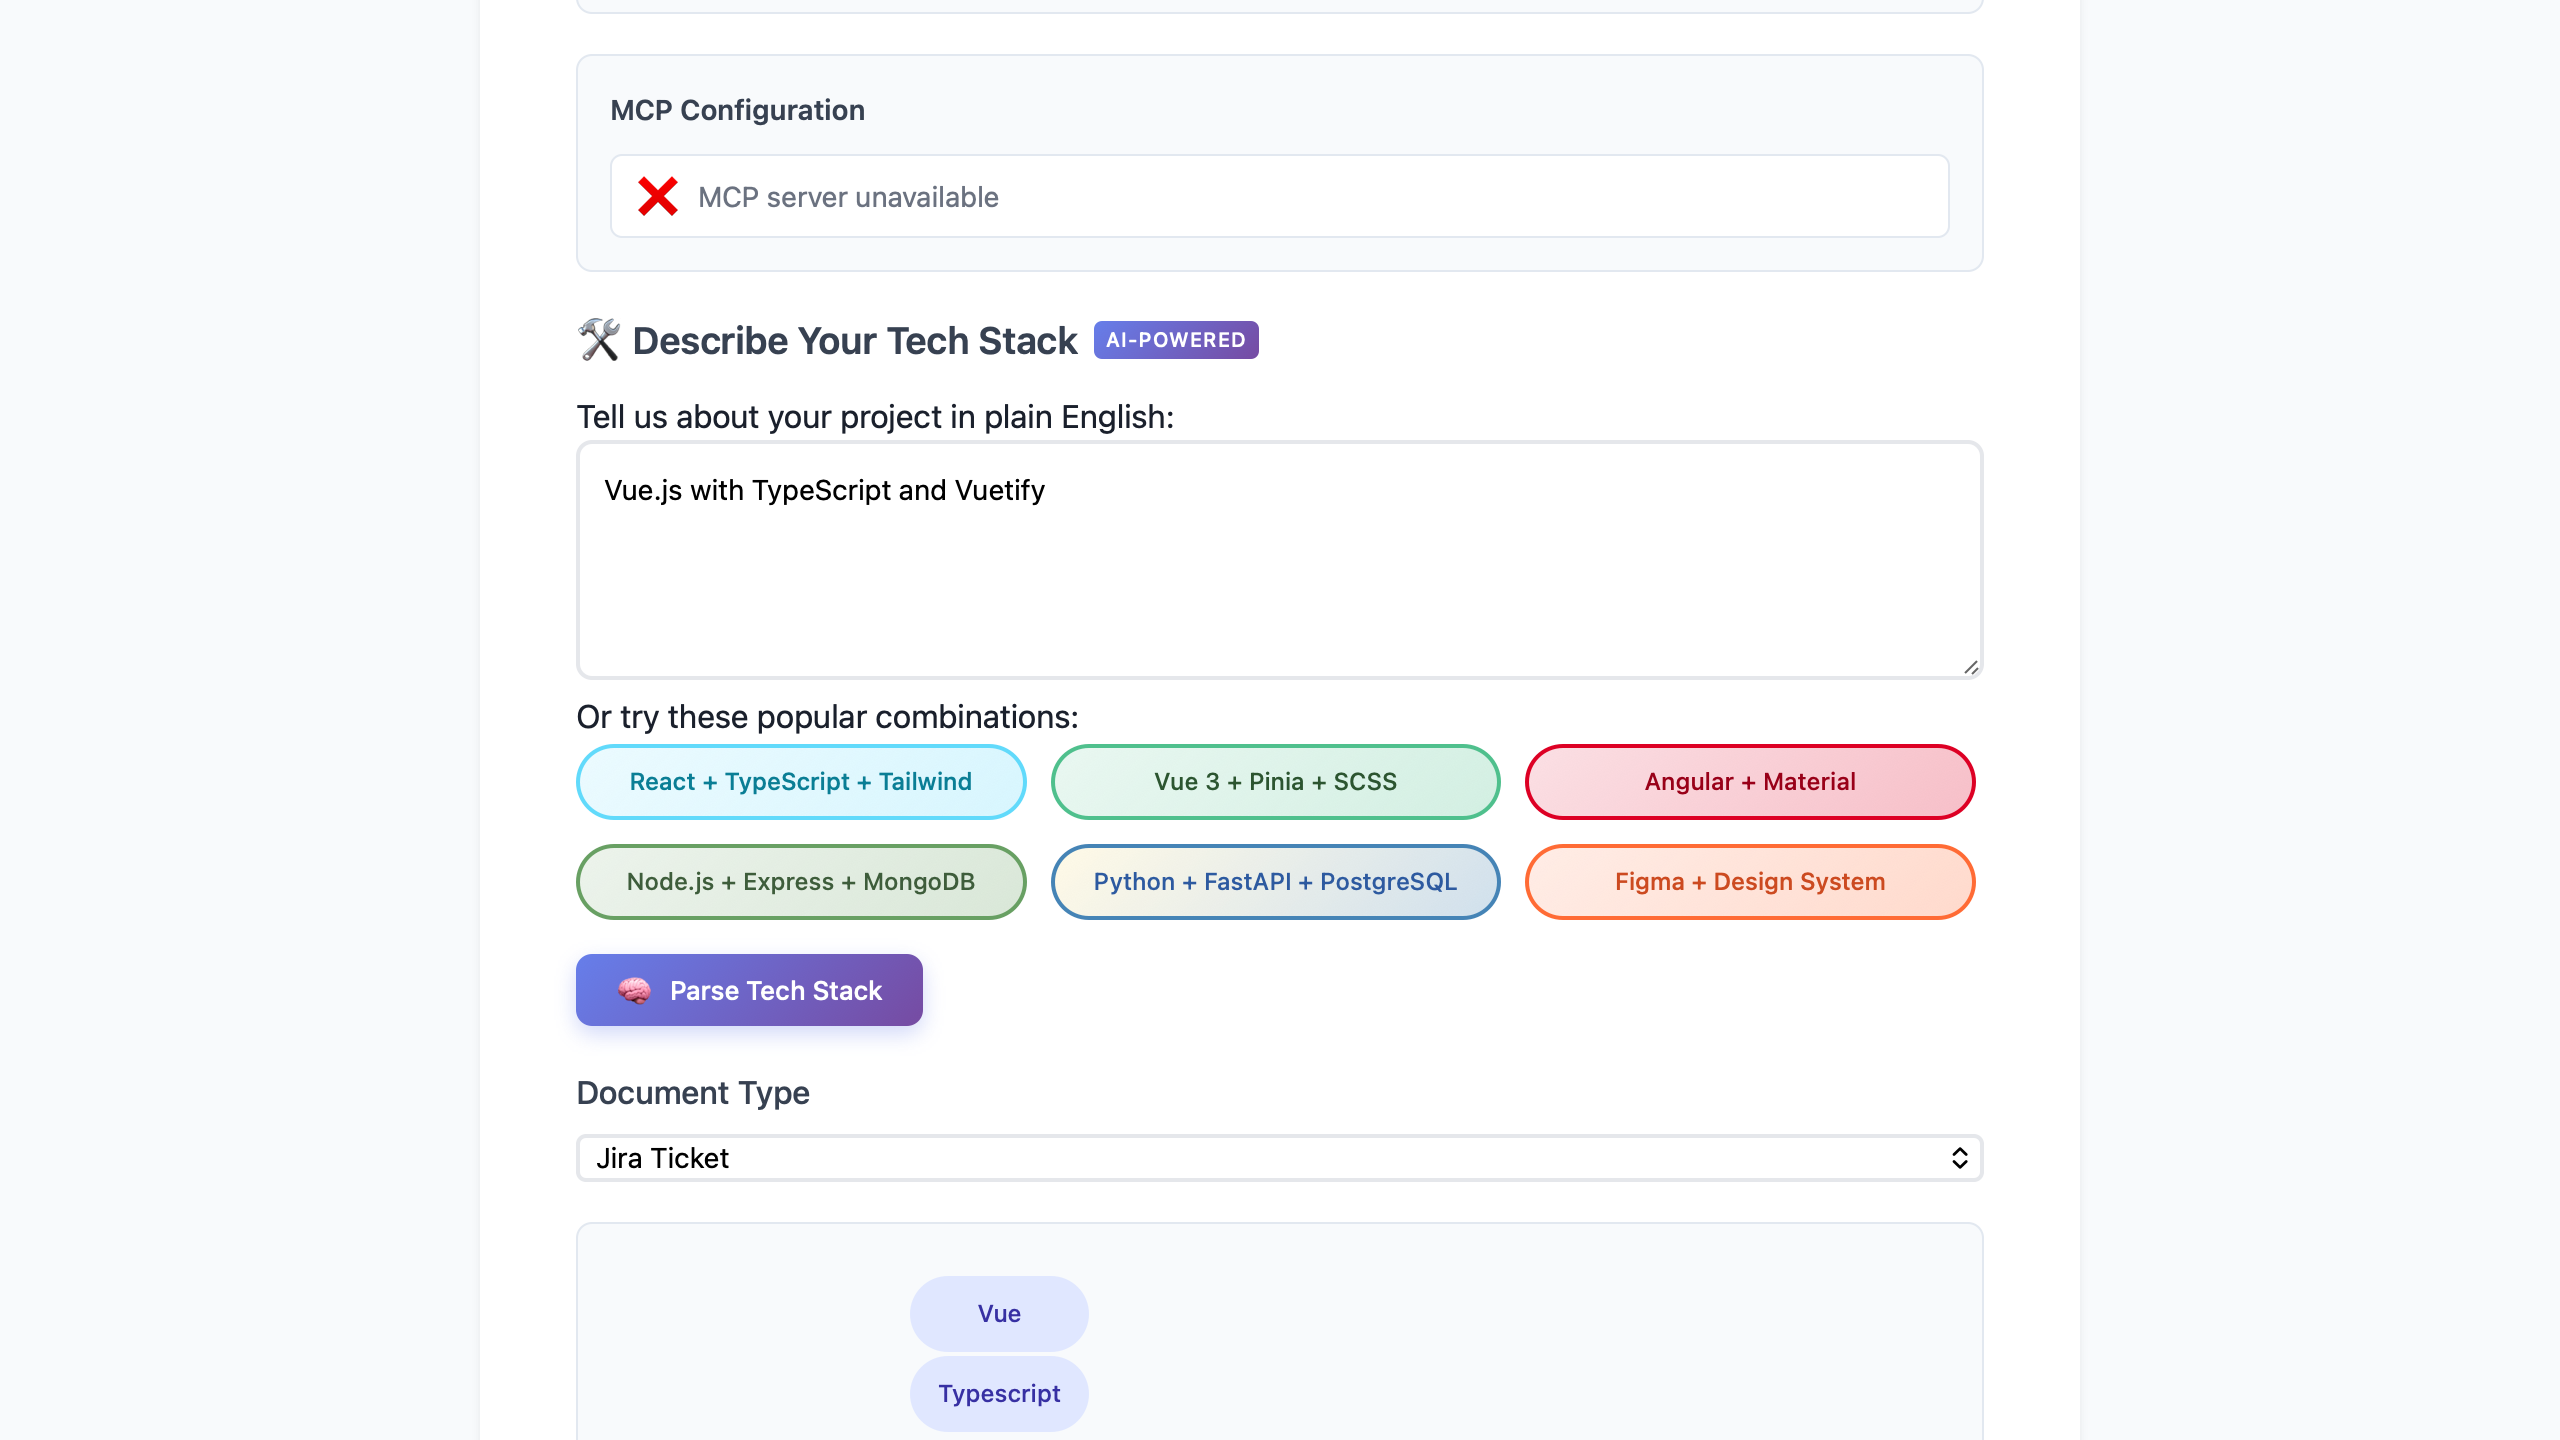 MCP Configuration
MCP server unavailable
Describe Your Tech Stack AI-POWERED
Tell us about your project in plain English:
Vue.js with TypeScript and Vuetify
Or try these popular combinations:
React + TypeScript + Tailwind
Vue 3 + Pinia + SCSS
Angular + Material
Node.js + Express + MongoDB
Python + FastAPI + PostgreSQL
Figma + Design System
Parse Tech Stack
Document Type
Jira Ticket
Vue
Typescript